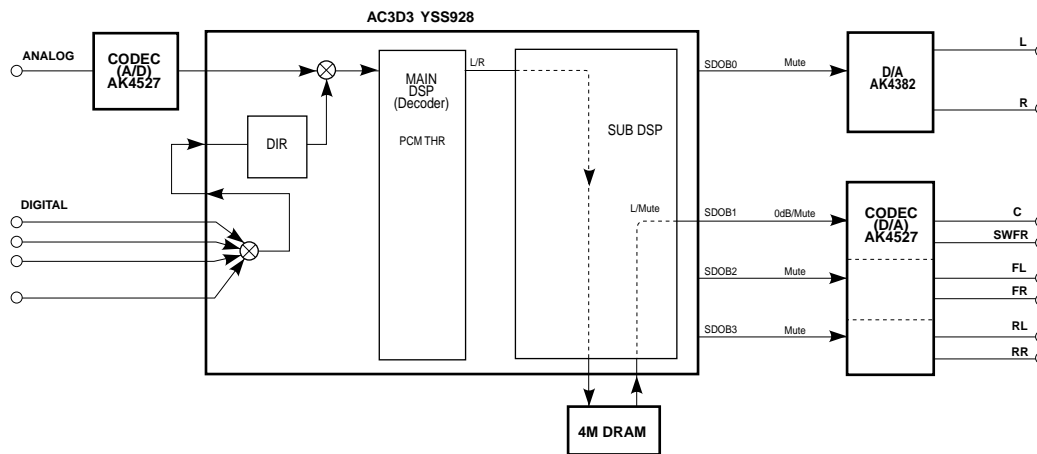 AC3D3 YSS928
ANALOG
CODEC
(A/D)
AK4527
MAIN
DSP
(Decoder)
PCM THR
L/R
DIR
SUB DSP
L/Mute
DIGITAL
SDOB0 Mute
D/A
AK4382
L
R
SDOB1 0dB/Mute
CODEC
(D/A)
AK4527
C
SWFR
SDOB2 Mute
FL
FR
SDOB3 Mute
RL
RR
4M DRAM